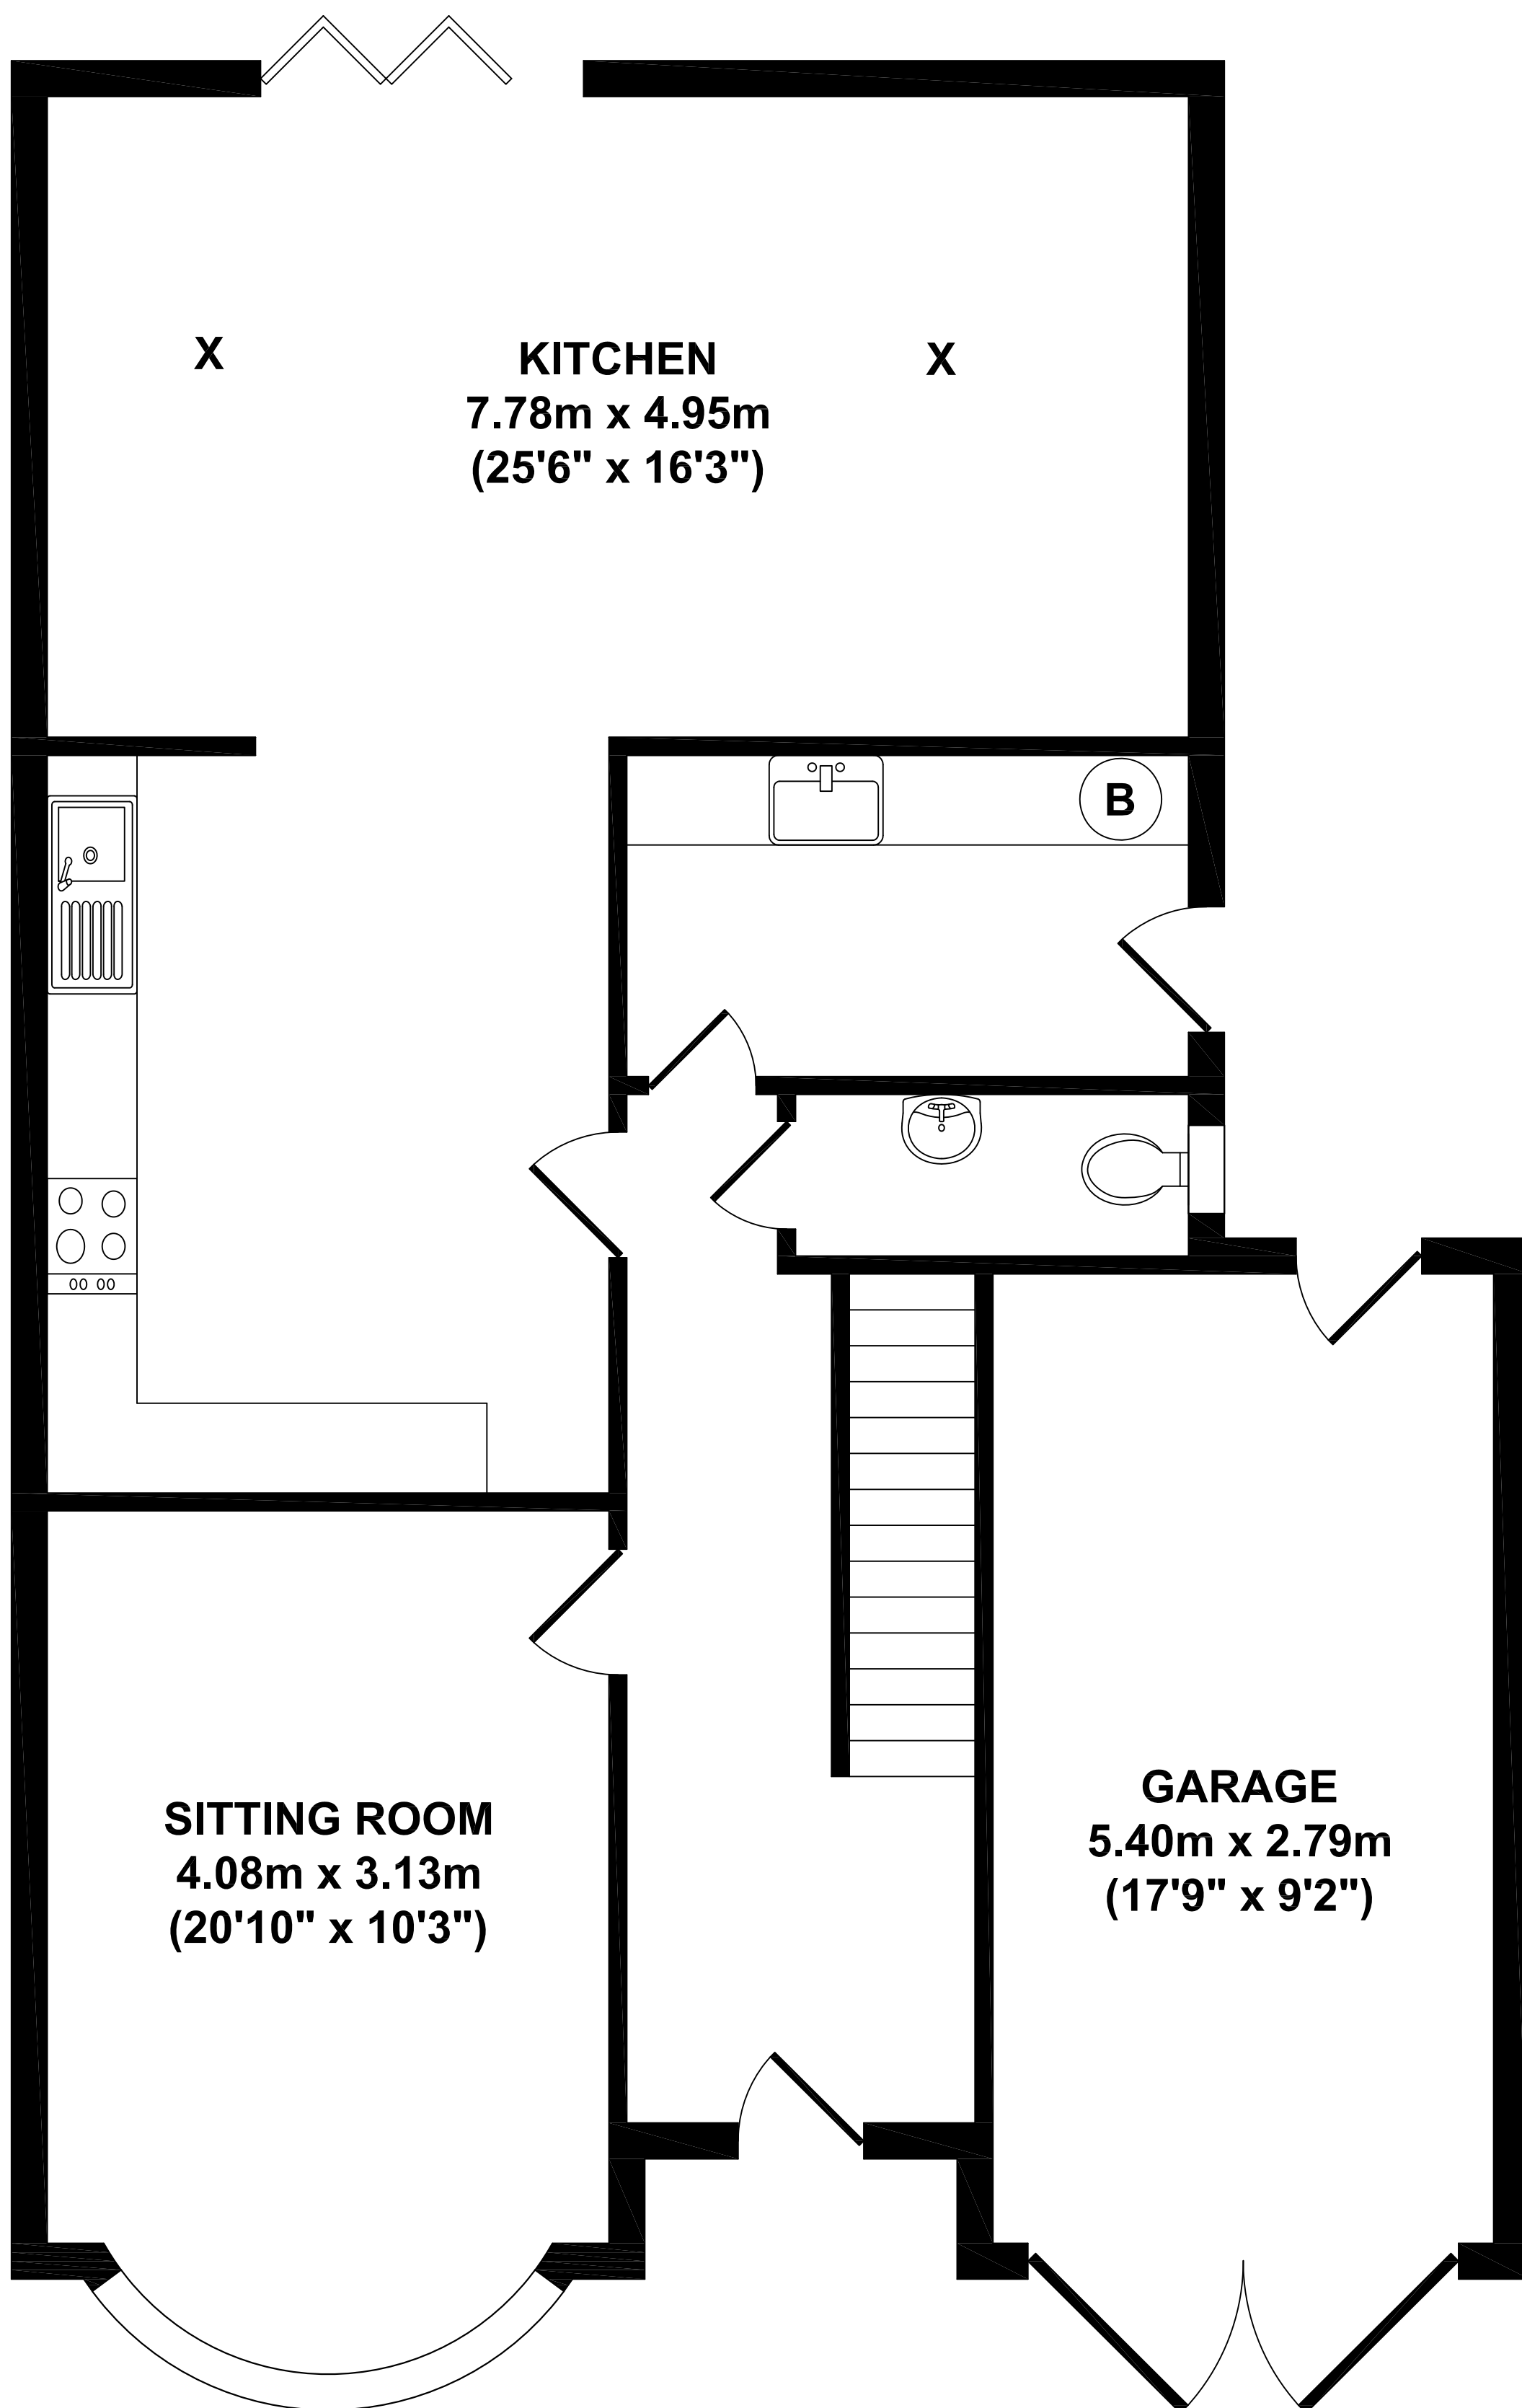 X
KITCHEN
7.78m x 4.95m
(25'6" x 16'3")
X
B
SITTING ROOM
4.08m x 3.13m
(20'10" x 10'3")
GARAGE
5.40m x 2.79m
(17'9" x 9'2")